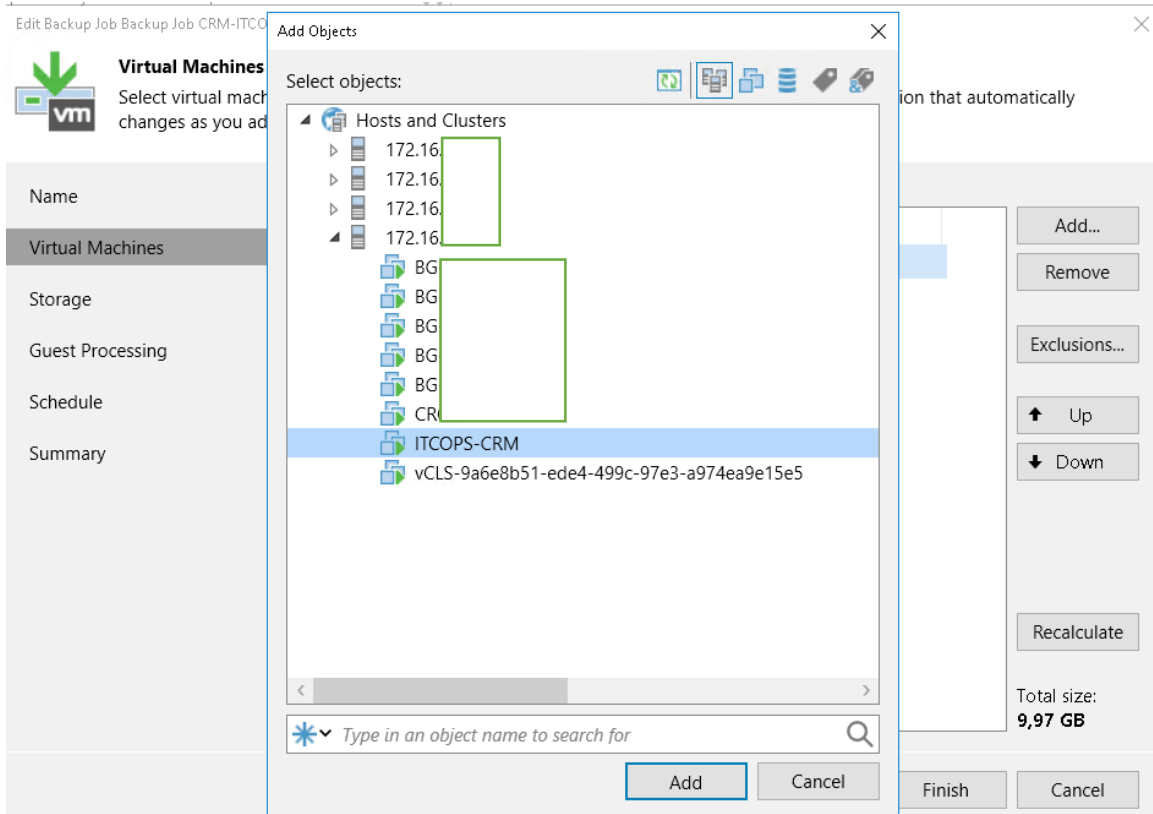 Edit Backup Job Backup Job CRM-ITCO
Add Objects
Virtual Machines
Select virtual mach
changes as you ad
ion that automatically
Select objects:
Hosts and Clusters
172.16.
172.16.
172.16.
172.16.
BG
BG
BG
BG
BG
CR
ITCOPS-CRM
vCLS-9a6e8b51-ede4-499c-97e3-a974ea9e15e5
Name
Virtual Machines
Storage
Guest Processing
Schedule
Summary
Add...
Remove
Exclusions...
Up
Down
Recalculate
Total size:
9,97 GB
Type in an object name to search for
Add
Cancel
Finish
Cancel
vm